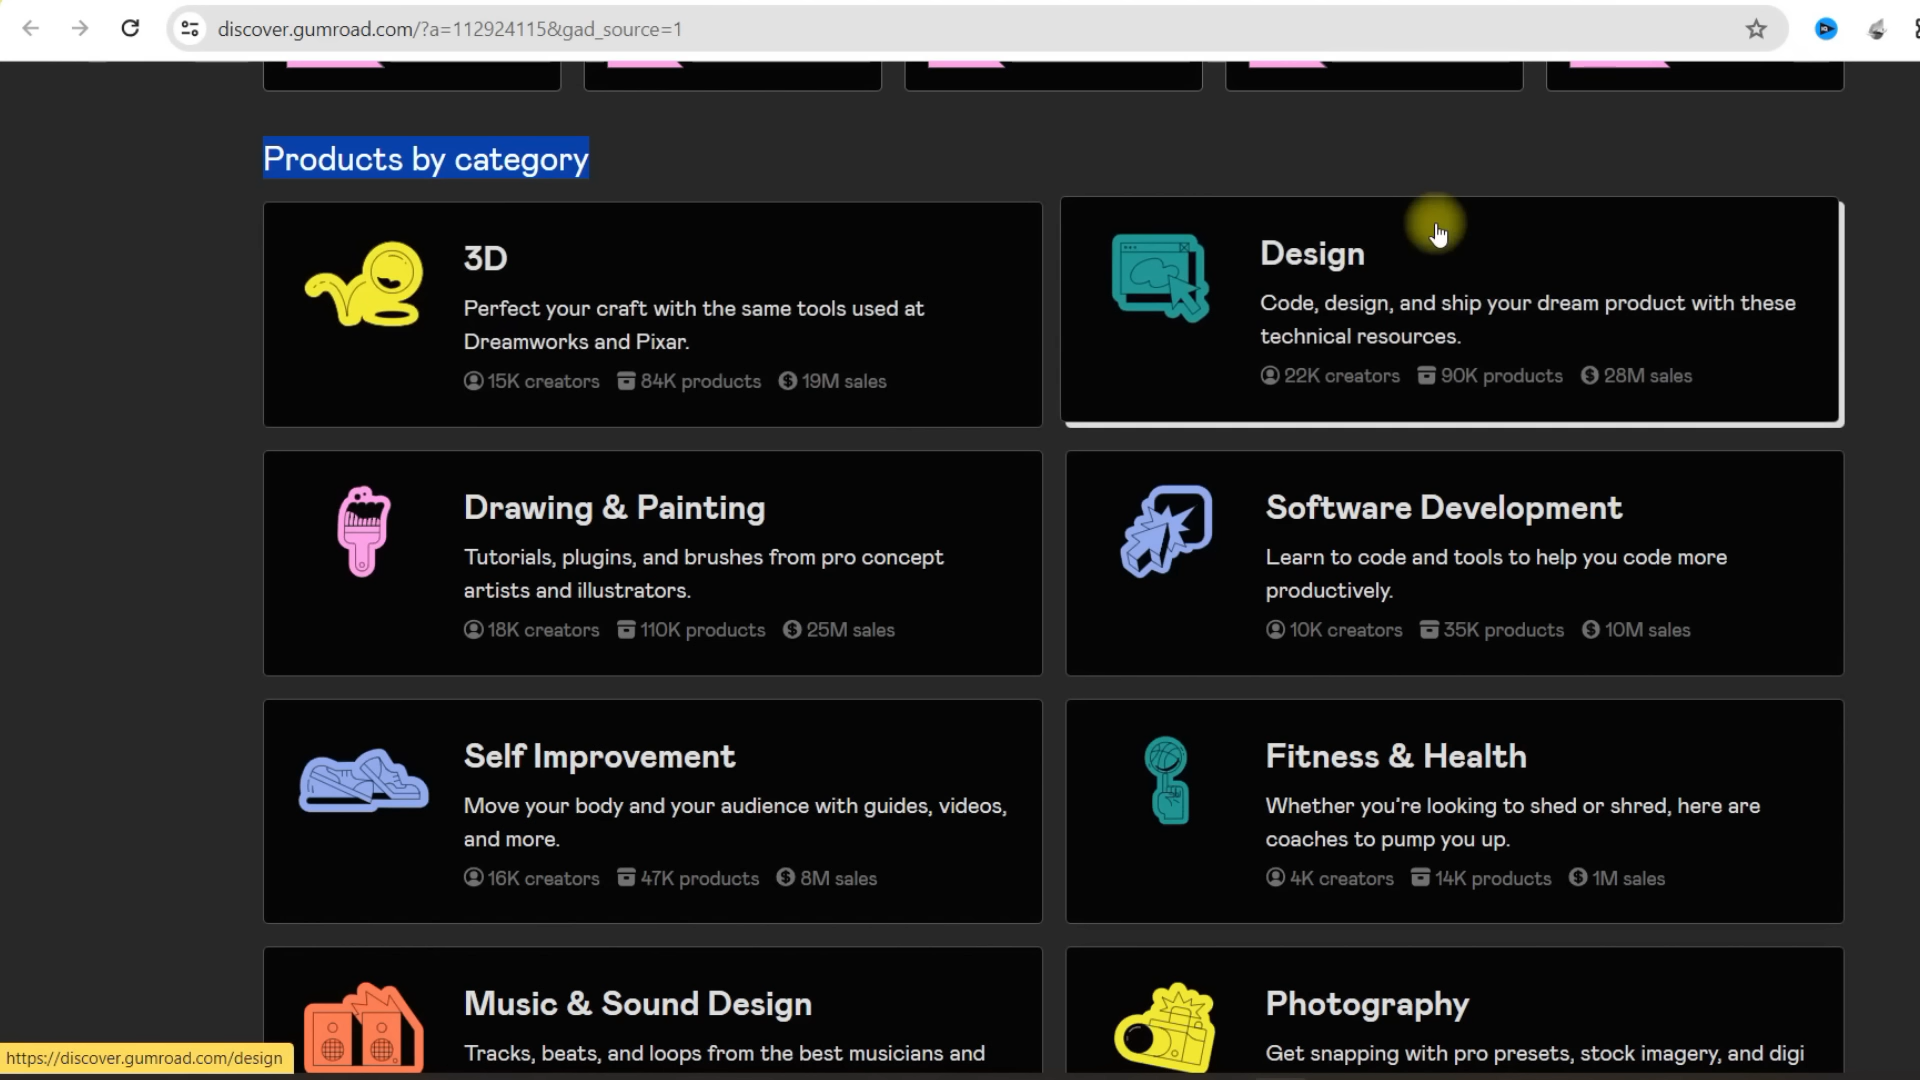 discover.gumroad.com/?a=112924115&gad_source=1
Products by category
3D
Perfect your craft with the same tools used at
Dreamworks and Pixar.
15K creators 84K products 19M sales
Design
Code, design, and ship your dream product with these
technical resources.
22K creators 90K products 28M sales
Drawing & Painting
Tutorials, plugins, and brushes from pro concept
artists and illustrators.
18K creators 110K products 25M sales
Software Development
Learn to code and tools to help you code more
productively.
10K creators 35K products 10M sales
Self Improvement
Move your body and your audience with guides, videos,
and more.
16K creators 47K products 8M sales
Fitness & Health
Whether you’re looking to shed or shred, here are
coaches to pump you up.
4K creators 14K products 1M sales
Music & Sound Design
Tracks, beats, and loops from the best musicians and
Photography
Get snapping with pro presets, stock imagery, and digi
https://discover.gumroad.com/design